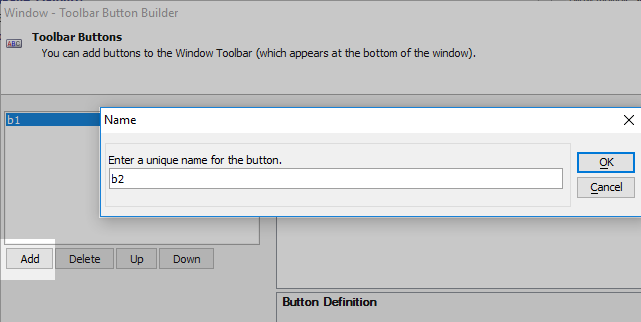 Window - Toolbar Button Builder
Toolbar Buttons
You can add buttons to the Window Toolbar (which appears at the bottom of the window).
ABC
b1
Name
Enter a unique name for the button.
b2
OK
Cancel
Add
Delete
Up
Down
Button Definition